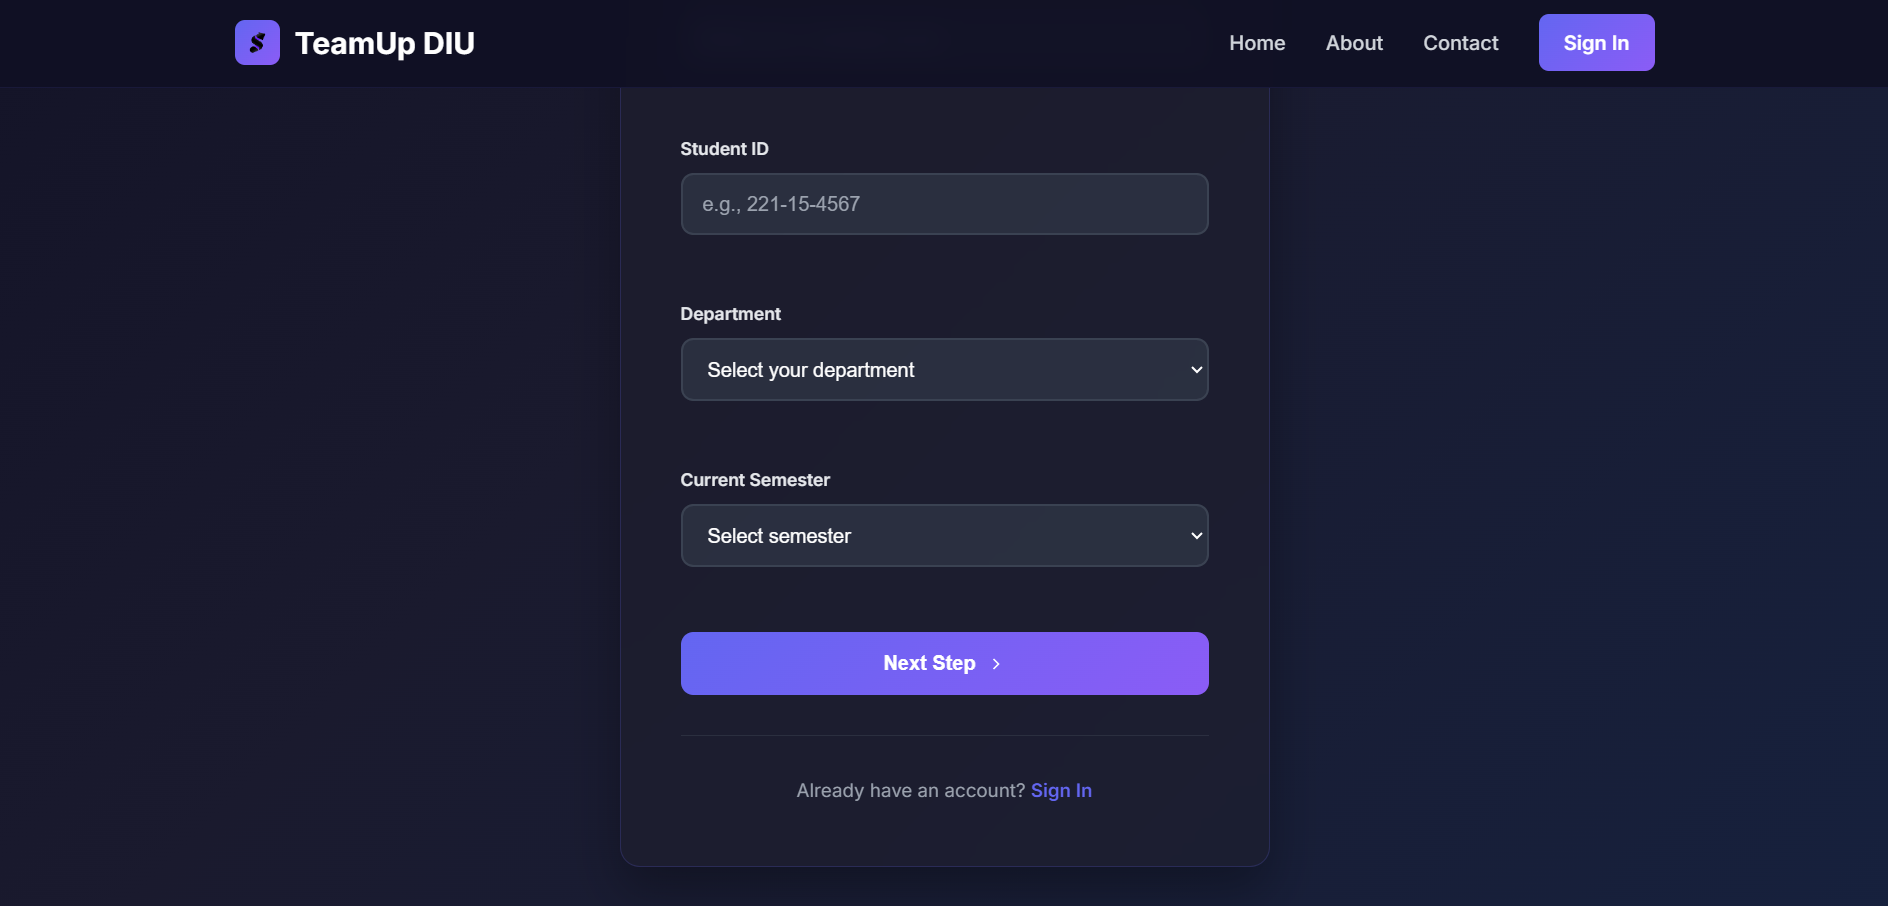 TeamUp DIU
Home
About
Contact
Sign In
Student ID
e.g., 221-15-4567
Department
Select your department
Current Semester
Select semester
Next Step
Already have an account? Sign In